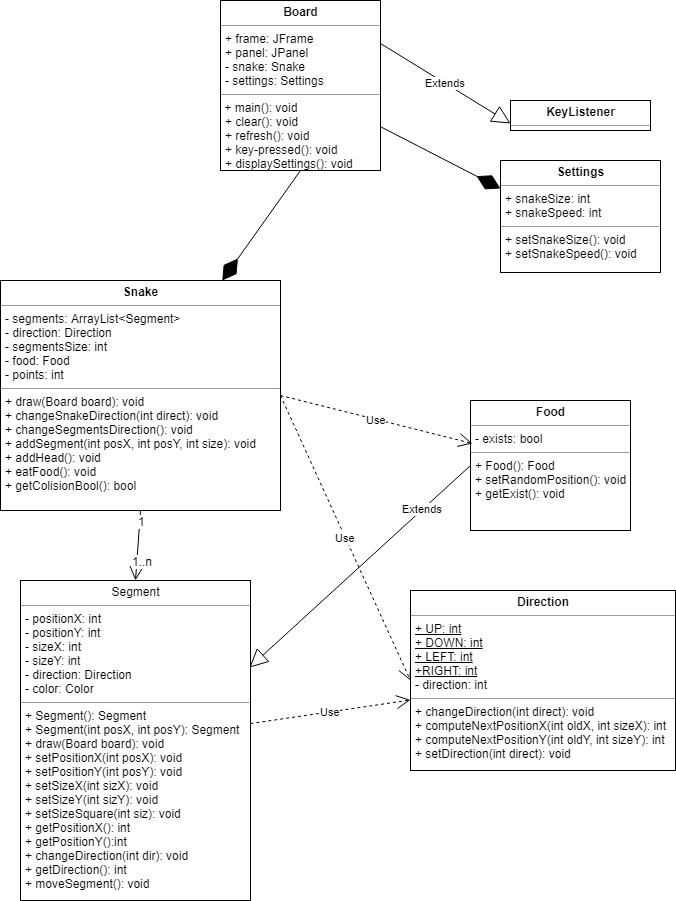 Board
+ frame: JFrame
+ panel: JPanel
- snake: Snake
- settings: Settings
+ main(): void
+ clear(): void
+ refresh(): void
+ key-pressed(): void
+ displaySettings(): void
Extends
KeyListener
Settings
+ snakeSize: int
+ snakeSpeed: int
+ setSnakeSize(): void
+ setSnakeSpeed(): void
Snake
- segments: ArrayList<Segment>
- direction: Direction
- segmentsSize: int
- food: Food
- points: int
+ draw(Board board): void
+ changeSnakeDirection(int direct): void
+ changeSegmentsDirection(): void
+ addSegment(int posX, int posY, int size): void
+ addHead(): void
+ eatFood(): void
+ getColisionBool(): bool
Use
Food
- exists: bool
+ Food(): Food
+ setRandomPosition(): void
+ getExist(): void
Extends
1
Use
1..n
Segment
- positionX: int
- positionY: int
- sizeX: int
- sizeY: int
- direction: Direction
- color: Color
+ Segment(): Segment
+ Segment(int posX, int posY): Segment
+ draw(Board board): void
+ setPositionX(int posX): void
+ setPositionX(int posY): void
+ setSizeX(int sizX): void
+ setSizeY(int sizY): void
+ setSizeSquare(int siz): void
+ getPositionX(): int
+ getPositionY():int
+ changeDirection(int dir): void
+ getDirection(): int
+ moveSegment(): void
Use
Direction
+ UP: int
+ DOWN: int
+ LEFT: int
+RIGHT: int
- direction: int
+ changeDirection(int direct): void
+ computeNextPositionX(int oldX, int sizeX): int
+ computeNextPositionY(int oldY, int sizeY): int
+ setDirection(int direct): void